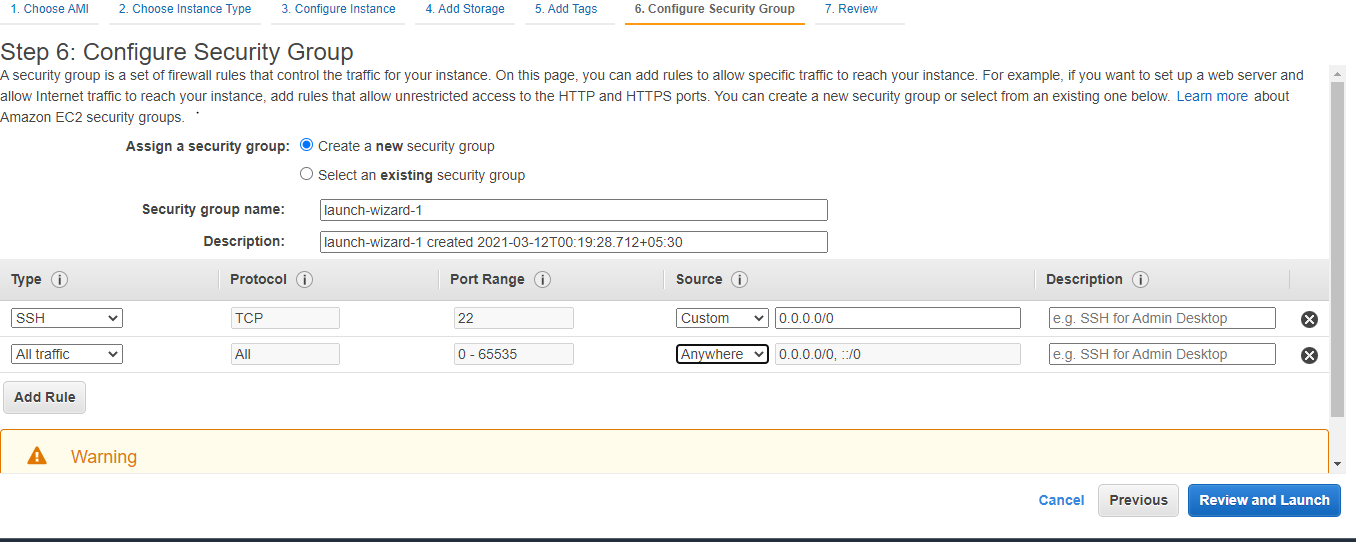 1. Choose AMI 2. Choose Instance Type 3. Configure Instance 4. Add Storage 5. Add Tags 6. Configure Security Group 7. Review
Step 6: Configure Security Group
A security group is a set of firewall rules that control the traffic for your instance. On this page, you can add rules to allow specific traffic to reach your instance. For example, if you want to set up a web server and
allow Internet traffic to reach your instance, add rules that allow unrestricted access to the HTTP and HTTPS ports. You can create a new security group or select from an existing one below. Learn more about
Amazon EC2 security groups.
Assign a security group: Create a new security group
Select an existing security group
Security group name: launch-wizard-1
Description: launch-wizard-1 created 2021-03-12T00:19:28.712+05:30
Type i Protocol i Port Range i Source i Description i
SSH TCP 22 Custom 0.0.0.0/0 e.g. SSH for Admin Desktop
All traffic All 0 - 65535 Anywhere 0.0.0.0/0, ::/0 e.g. SSH for Admin Desktop
Add Rule
Warning
Cancel Previous Review and Launch